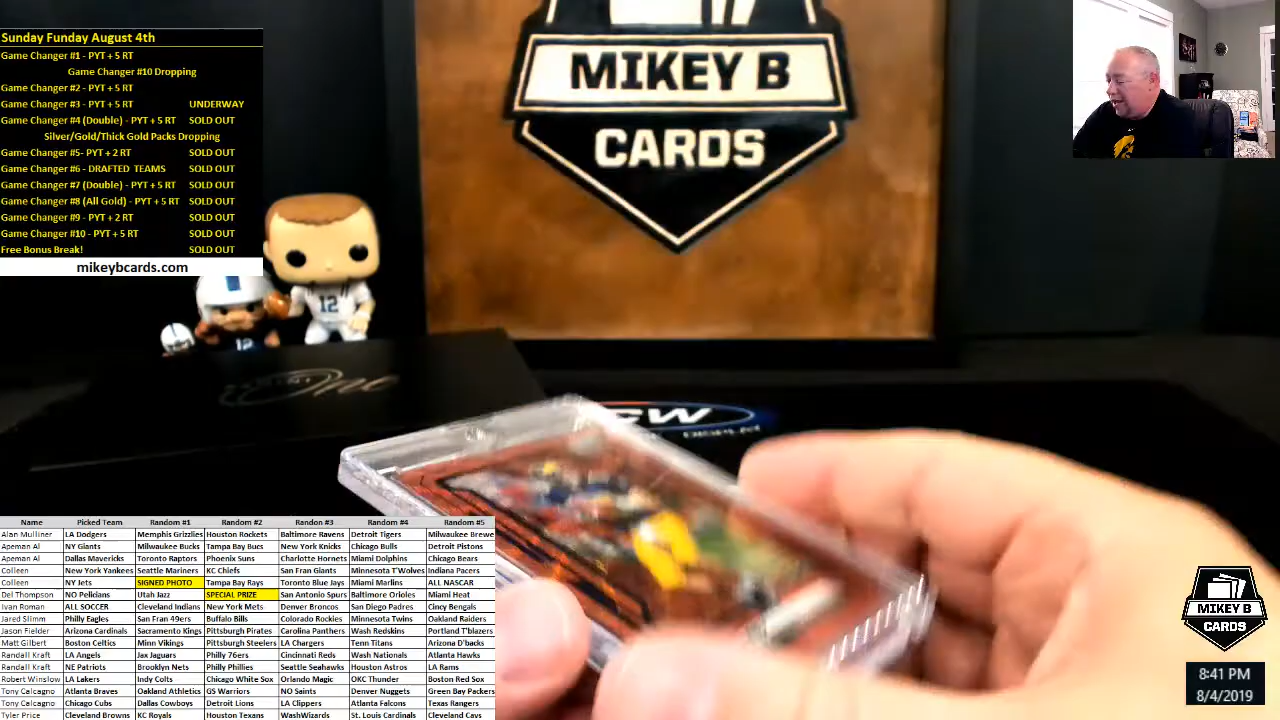 Sunday Funday August 4th
Game Changer #1 - PYT + 5 RT
Game Changer #10 Dropping
Game Changer #2 - PYT + 5 RT
Game Changer #3 - PYT + 5 RT UNDERWAY
Game Changer #4 (Double) - PYT + 5 RT SOLD OUT
Silver/Gold/Thick Gold Packs Dropping
Game Changer #5- PYT + 2 RT SOLD OUT
Game Changer #6 - DRAFTED TEAMS SOLD OUT
Game Changer #7 (Double) - PYT + 5 RT SOLD OUT
Game Changer #8 (All Gold) - PYT + 5 RT SOLD OUT
Game Changer #9 - PYT + 2 RT SOLD OUT
Game Changer #10 - PYT + 5 RT SOLD OUT
Free Bonus Break! SOLD OUT
mikeybcards.com
MIKEY B
CARDS
12
12
One
CW
Name Picked Team Random #1 Random #2 Randon #3 Random #4 Random #5
Alan Mulliner LA Dodgers Memphis Grizzlies Houston Rockets Baltimore Ravens Detroit Tigers Milwaukee Brewe
Apeman Al NY Giants Milwaukee Bucks Tampa Bay Bucs New York Knicks Chicago Bulls Detroit Pistons
Apeman Al Dallas Mavericks Toronto Raptors Phoenix Suns Charlotte Hornets Miami Dolphins Chicago Bears
Colleen New York Yankees Seattle Mariners KC Chiefs San Fran Giants Minnesota T'Wolves Indiana Pacers
Colleen NY Jets SIGNED PHOTO Tampa Bay Rays Toronto Blue Jays Miami Marlins ALL NASCAR
Del Thompson NO Pelicians Utah Jazz SPECIAL PRIZE San Antonio Spurs Baltimore Orioles Miami Heat
Ivan Roman ALL SOCCER Cleveland Indians New York Mets Denver Broncos San Diego Padres Cincy Bengals
Jared Slimm Philly Eagles San Fran 49ers Buffalo Bills Colorado Rockies Minnesota Twins Oakland Raiders
Jason Fielder Arizona Cardinals Sacramento Kings Pittsburgh Pirates Carolina Panthers Wash Redskins Portland T'blazers
Matt Gilbert Boston Celtics Minn Vikings Pittsburgh Steelers LA Chargers Tenn Titans Arizona D'backs
Randall Kraft LA Angels Jax Jaguars Philly 76ers Cincinnati Reds Wash Nationals Atlanta Hawks
Randall Kraft NE Patriots Brooklyn Nets Philly Phillies Seattle Seahawks Houston Astros LA Rams
Robert Winslow LA Lakers Indy Colts Chicago White Sox Orlando Magic OKC Thunder Boston Red Sox
Tony Calcagno Atlanta Braves Oakland Athletics GS Warriors NO Saints Denver Nuggets Green Bay Packers
Tony Calcagno Chicago Cubs Dallas Cowboys Detroit Lions LA Clippers Atlanta Falcons Texas Rangers
Tyler Price Cleveland Browns KC Royals Houston Texans WashWizards St. Louis Cardinals Cleveland Cavs
MIKEY B
CARDS
8:41 PM
8/4/2019